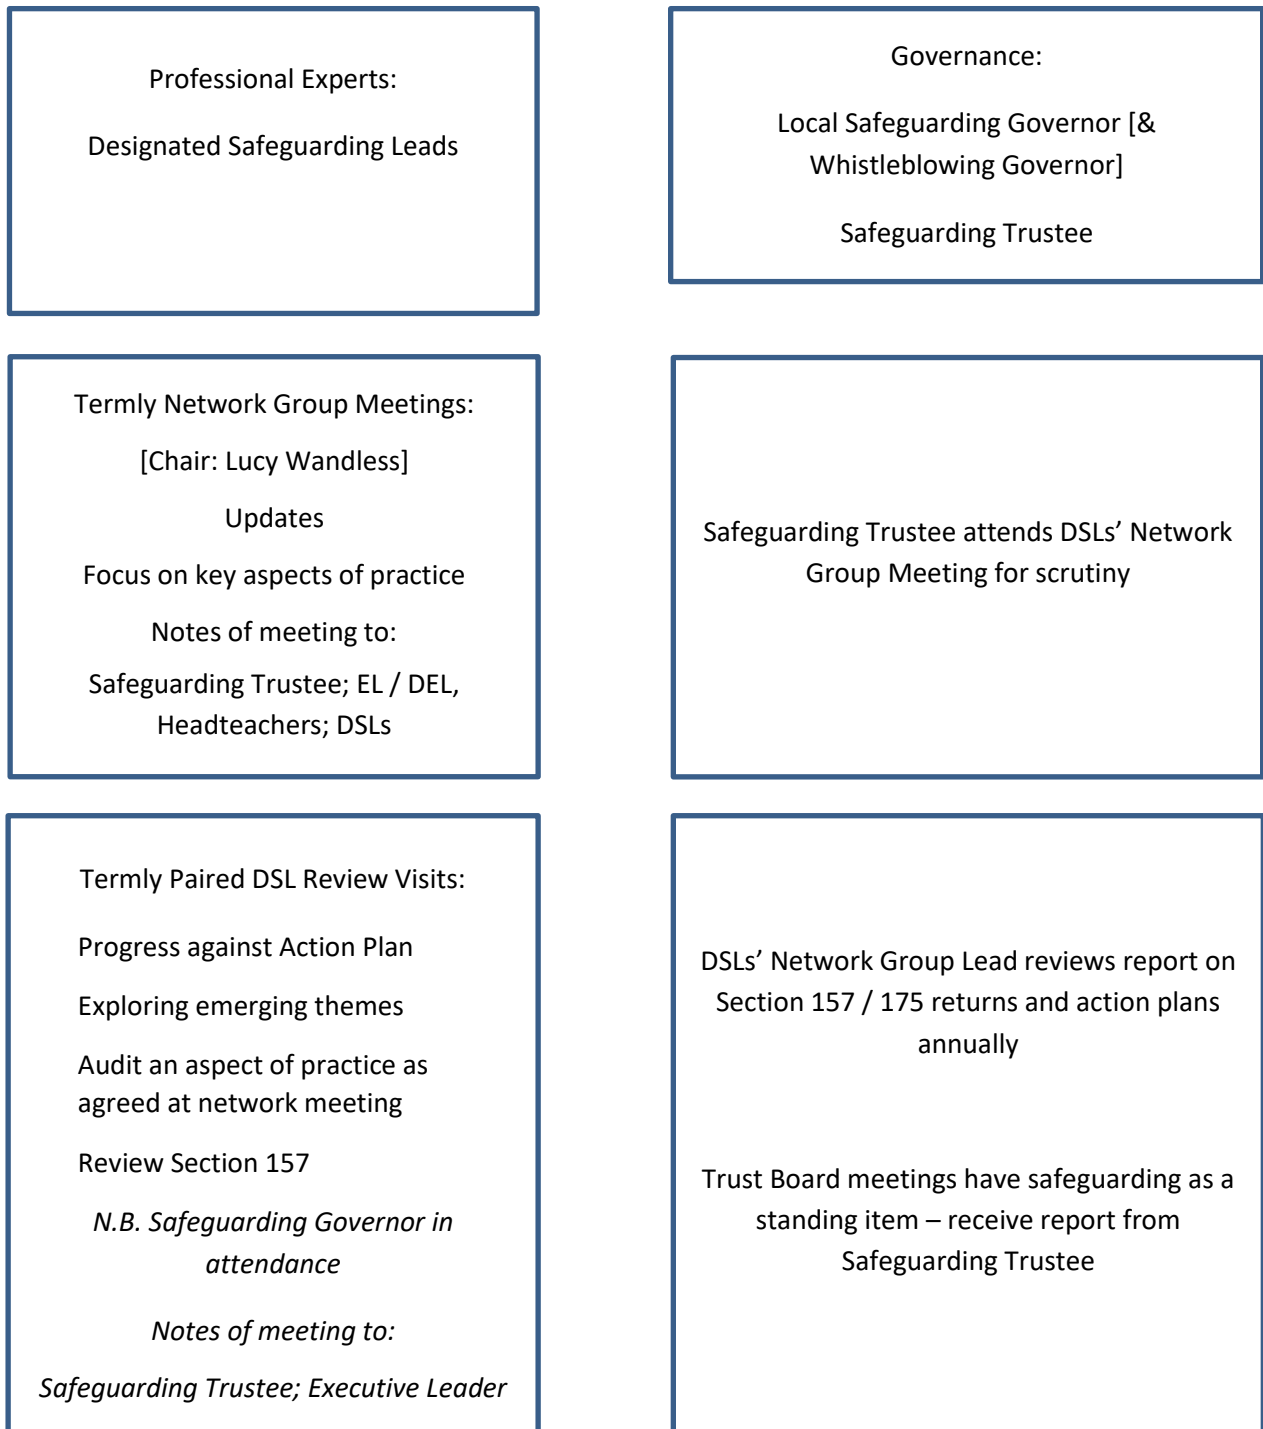 Professional Experts:
Designated Safeguarding Leads
Governance:
Local Safeguarding Governor [&
Whistleblowing Governor]
Safeguarding Trustee
Termly Network Group Meetings:
[Chair: Lucy Wandless]
Updates
Focus on key aspects of practice
Notes of meeting to:
Safeguarding Trustee; EL / DEL,
Headteachers; DSLs
Safeguarding Trustee attends DSLs’ Network
Group Meeting for scrutiny
Termly Paired DSL Review Visits:
Progress against Action Plan
Exploring emerging themes
Audit an aspect of practice as
agreed at network meeting
Review Section 157
N.B. Safeguarding Governor in
attendance
Notes of meeting to:
Safeguarding Trustee; Executive Leader
DSLs’ Network Group Lead reviews report on
Section 157 / 175 returns and action plans
annually
Trust Board meetings have safeguarding as a
standing item – receive report from
Safeguarding Trustee